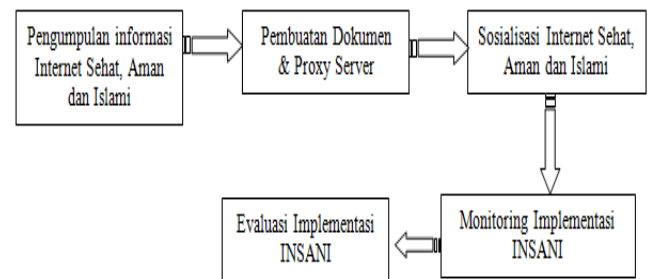 Pengumpulan informasi
Internet Sehat, Aman
dan Islami
Pembuatan Dokumen
& Proxy Server
Sosialisasi Internet Sehat,
Aman dan Islami
Monitoring Implementasi
INSANI
Evaluasi Implementasi
INSANI